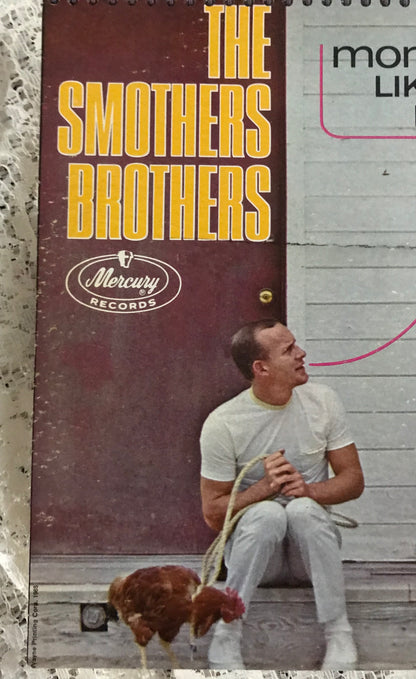 THE
SMOTHERS
BROTHERS
Mercury
®
RECORDS
mor
LIK